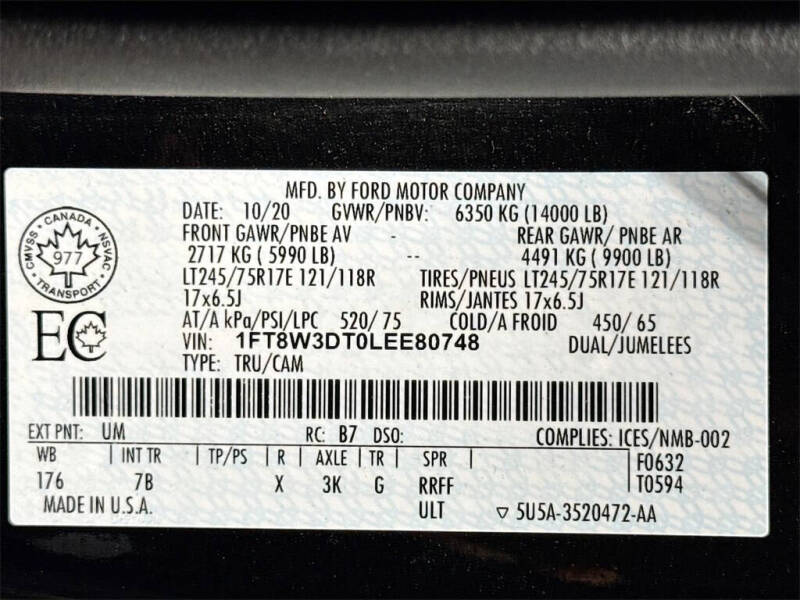 MFD. BY FORD MOTOR COMPANY
DATE: 10/20 GVWR/PNBV: 6350 KG (14000 LB)
FRONT GAWR/PNBE AV - REAR GAWR/ PNBE AR
2717 KG ( 5990 LB) -- 4491 KG ( 9900 LB)
LT245/75R17E 121/118R TIRES/PNEUS LT245/75R17E 121/118R
17x6.5J RIMS/JANTES 17x6.5J
AT/A kPa/PSI/LPC 520/ 75 COLD/A FROID 450/ 65
VIN: 1FT8W3DT0LEE80748 DUAL/JUMELEES
TYPE: TRU/CAM
CANADA
CMVSS NSVAC
977
TRANSPORT
EC
EXT PNT: UM RC: B7 DSO: COMPLIES: ICES/NMB-002
WB | INT TR | TP/PS | R | AXLE | TR | SPR | F0632
176 7B X 3K G RRFF T0594
MADE IN U.S.A. ULT ▽ 5U5A-3520472-AA